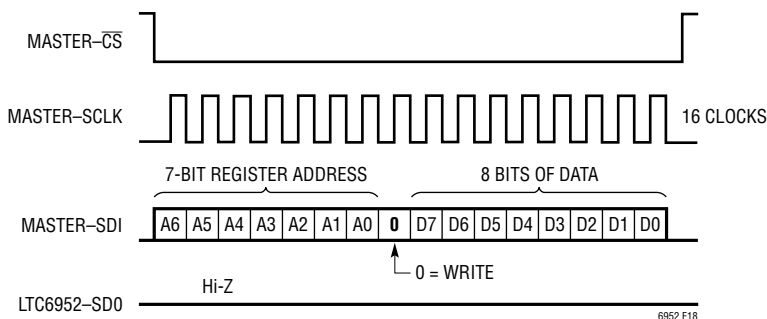 MASTER–C̅S̅
MASTER–SCLK
16 CLOCKS
7-BIT REGISTER ADDRESS
8 BITS OF DATA
MASTER–SDI
A6 A5 A4 A3 A2 A1 A0 0 D7 D6 D5 D4 D3 D2 D1 D0
0 = WRITE
Hi-Z
LTC6952–SD0
6952 F18